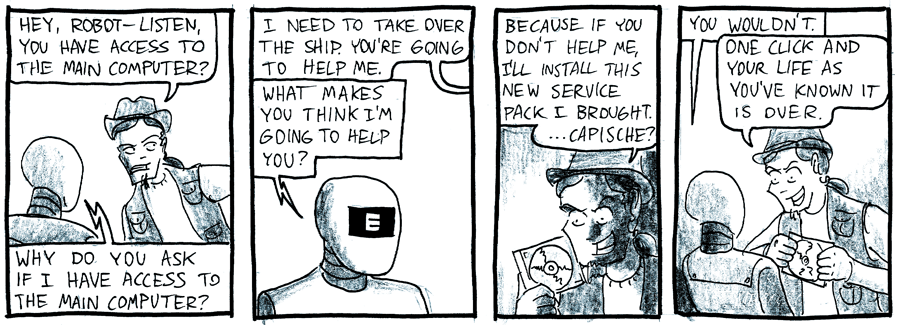 HEY, ROBOT—LISTEN,
YOU HAVE ACCESS TO
THE MAIN COMPUTER?
WHY DO YOU ASK
IF I HAVE ACCESS TO
THE MAIN COMPUTER?
I NEED TO TAKE OVER
THE SHIP. YOU'RE GOING
TO HELP ME.
WHAT MAKES
YOU THINK I'M
GOING TO HELP
YOU?
E
BECAUSE IF YOU
DON'T HELP ME,
I'LL INSTALL THIS
NEW SERVICE
PACK I BROUGHT.
...CAPISCHE?
YOU WOULDN'T.
ONE CLICK AND
YOUR LIFE AS
YOU'VE KNOWN IT
IS OVER.